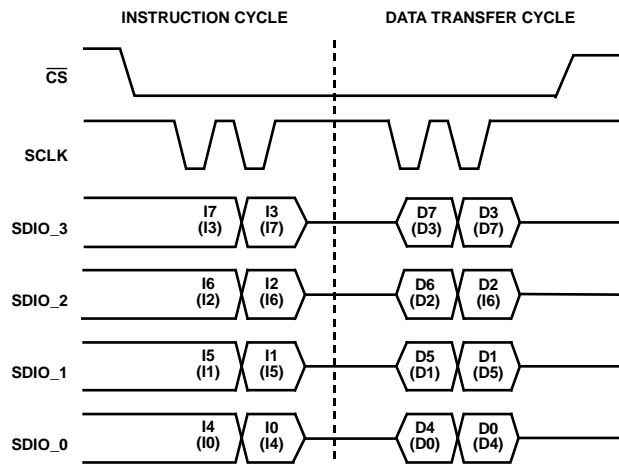 INSTRUCTION CYCLE DATA TRANSFER CYCLE
CS
SCLK
SDIO_3 I7 I3 D7 D3
(I3) (I7) (D3) (D7)
SDIO_2 I6 I2 D6 D2
(I2) (I6) (D2) (I6)
SDIO_1 I5 I1 D5 D1
(I1) (I5) (D1) (D5)
SDIO_0 I4 I0 D4 D0
(I0) (I4) (D0) (D4)